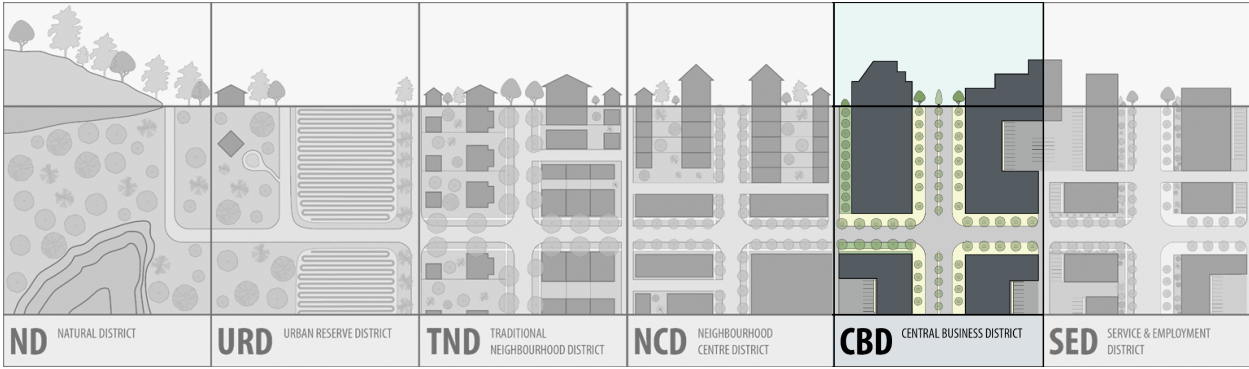 ND NATURAL DISTRICT
URD URBAN RESERVE DISTRICT
TND TRADITIONAL
NEIGHBOURHOOD DISTRICT
NCD NEIGHBOURHOOD
CENTRE DISTRICT
CBD CENTRAL BUSINESS DISTRICT
SED SERVICE & EMPLOYMENT
DISTRICT